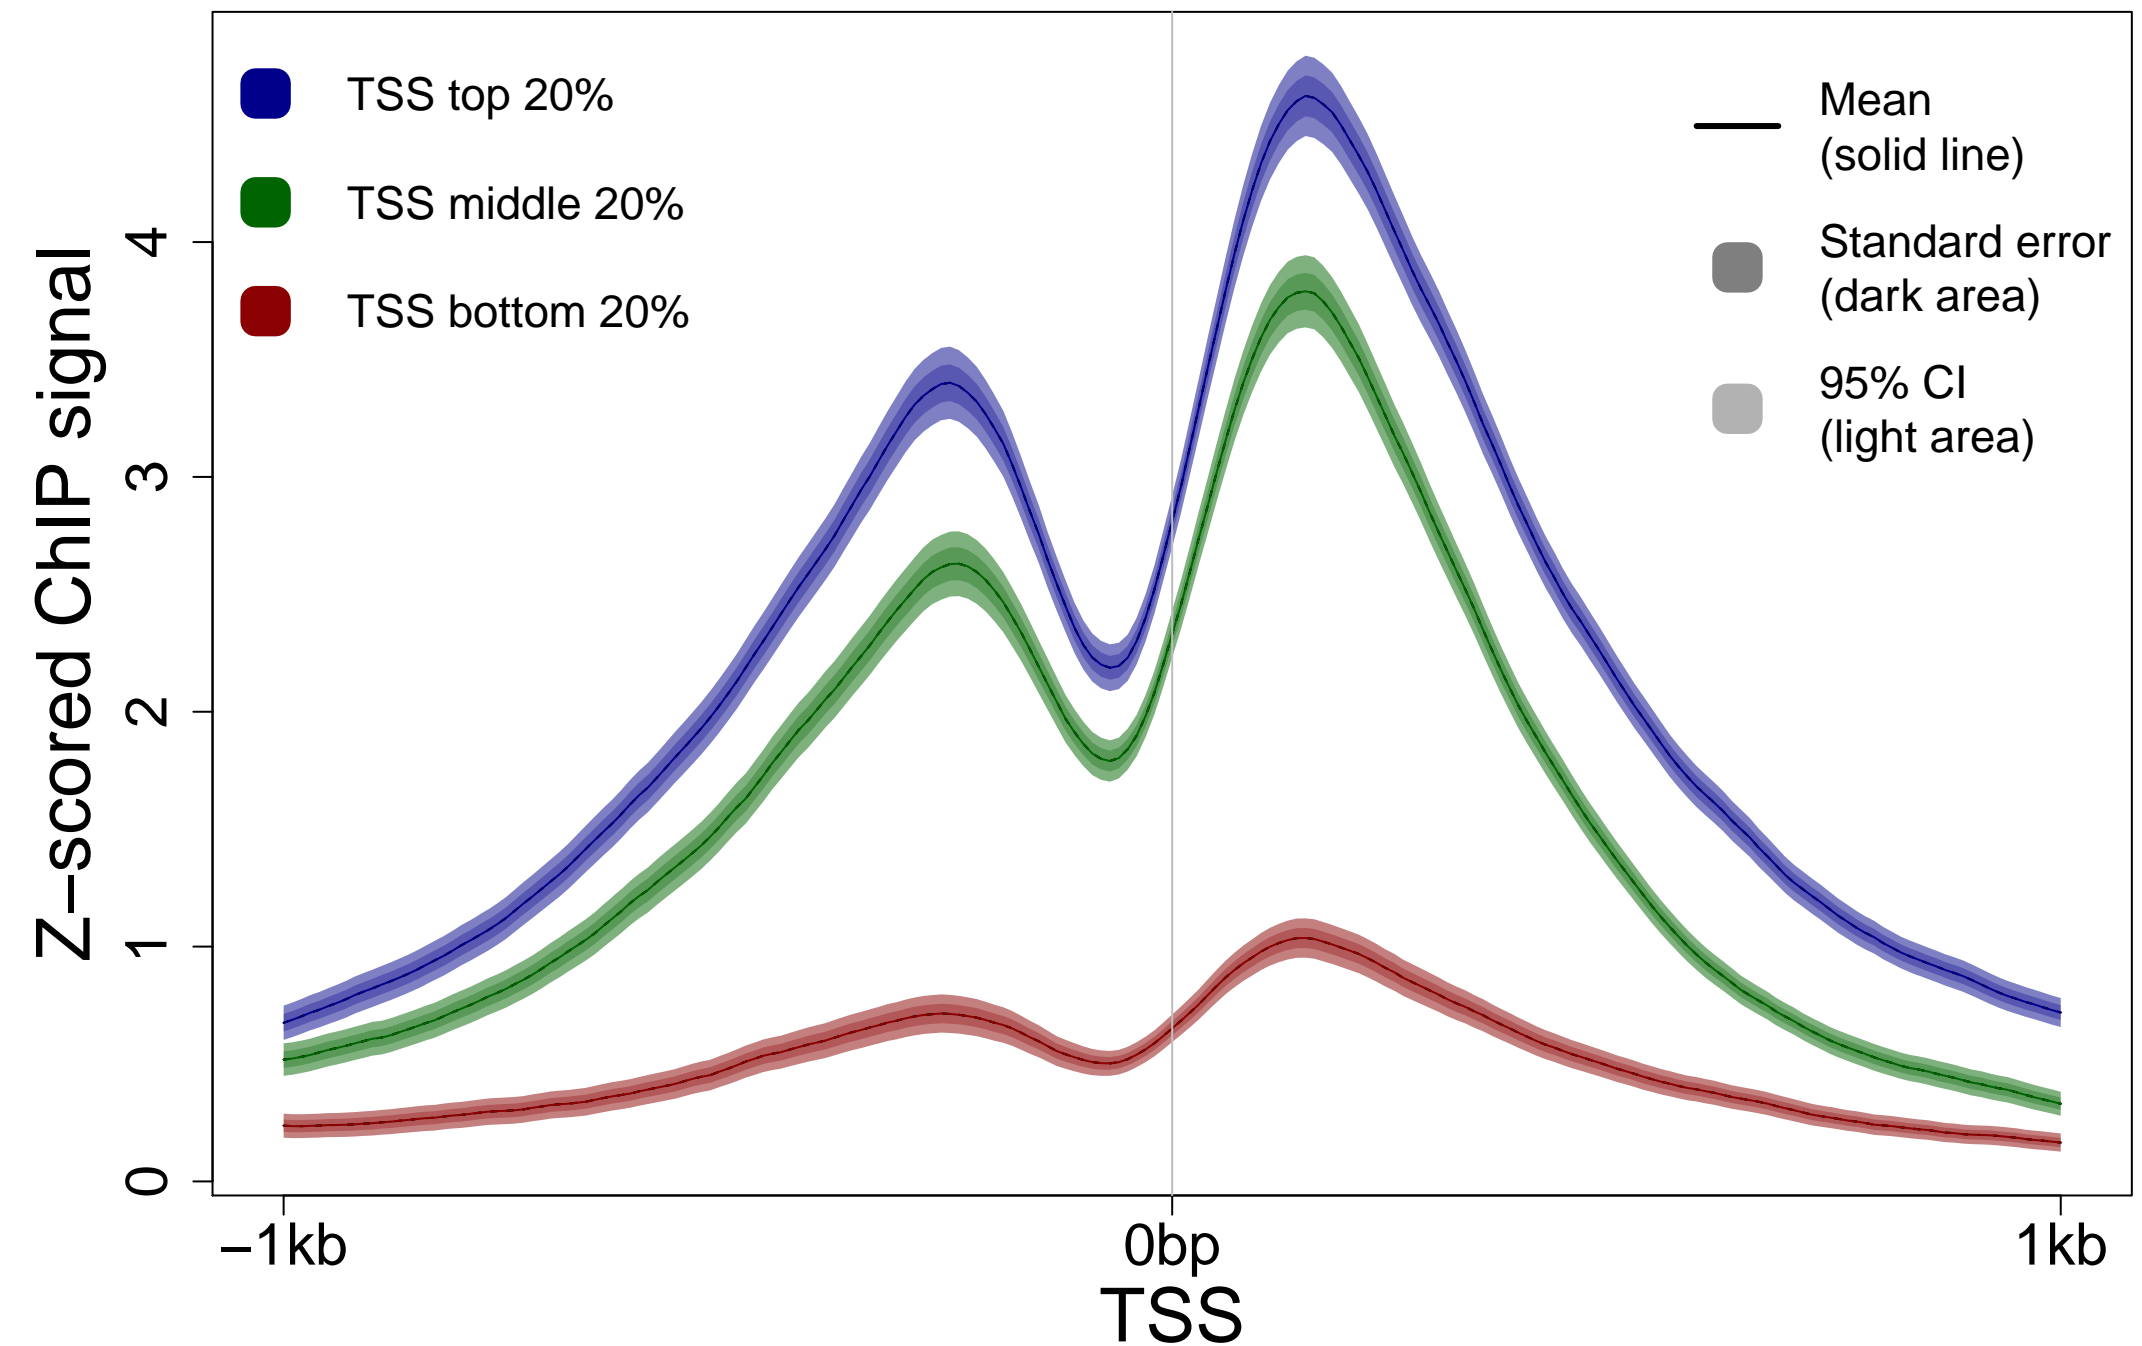 TSS top 20%
TSS middle 20%
TSS bottom 20%
Mean
(solid line)
Standard error
(dark area)
95% CI
(light area)
Z−scored ChIP signal
4
3
2
1
0
−1kb
0bp
1kb
TSS